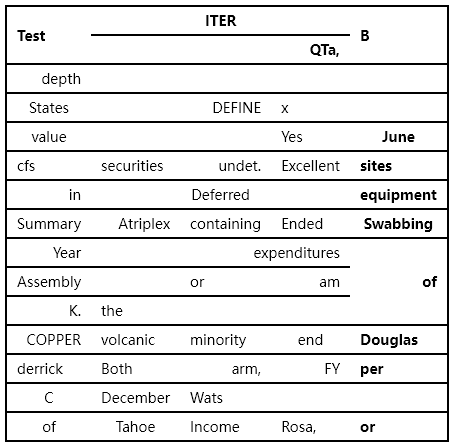 Test ITER B
QTa,
depth
States DEFINE x
value Yes June
cfs securities undet. Excellent sites
in Deferred equipment
Summary Atriplex containing Ended Swabbing
Year expenditures
Assembly or am of
K. the
COPPER volcanic minority end Douglas
derrick Both arm, FY per
C December Wats
of Tahoe Income Rosa, or